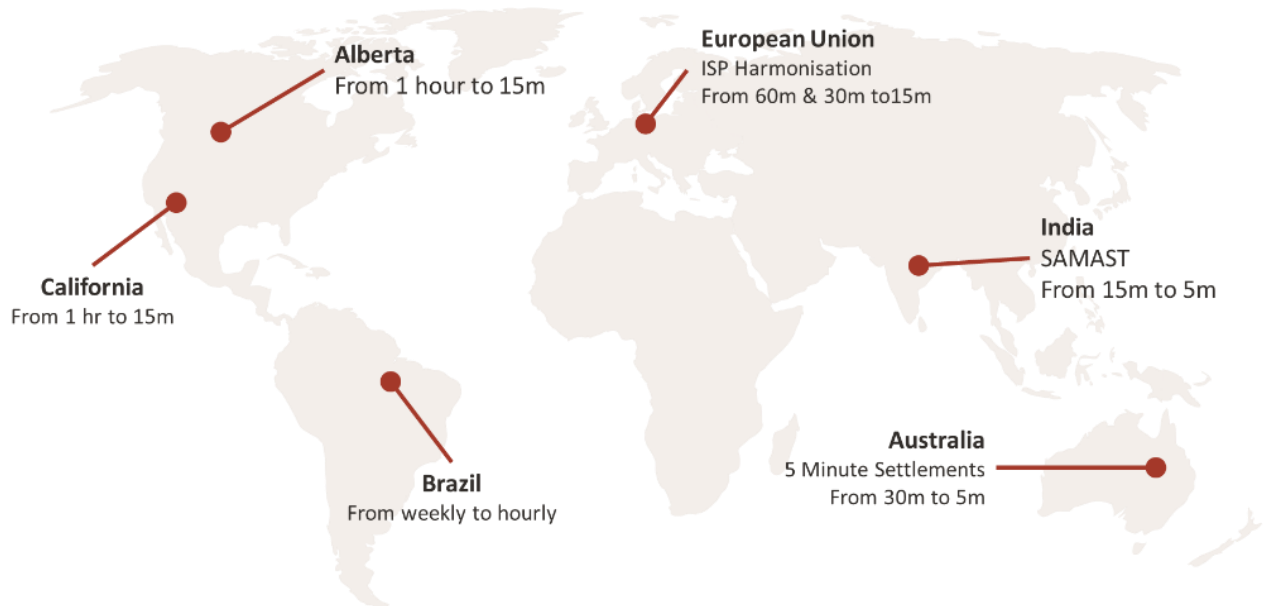 Alberta
From 1 hour to 15m
European Union
ISP Harmonisation
From 60m & 30m to15m
India
SAMAST
From 15m to 5m
California
From 1 hr to 15m
Australia
5 Minute Settlements
From 30m to 5m
Brazil
From weekly to hourly